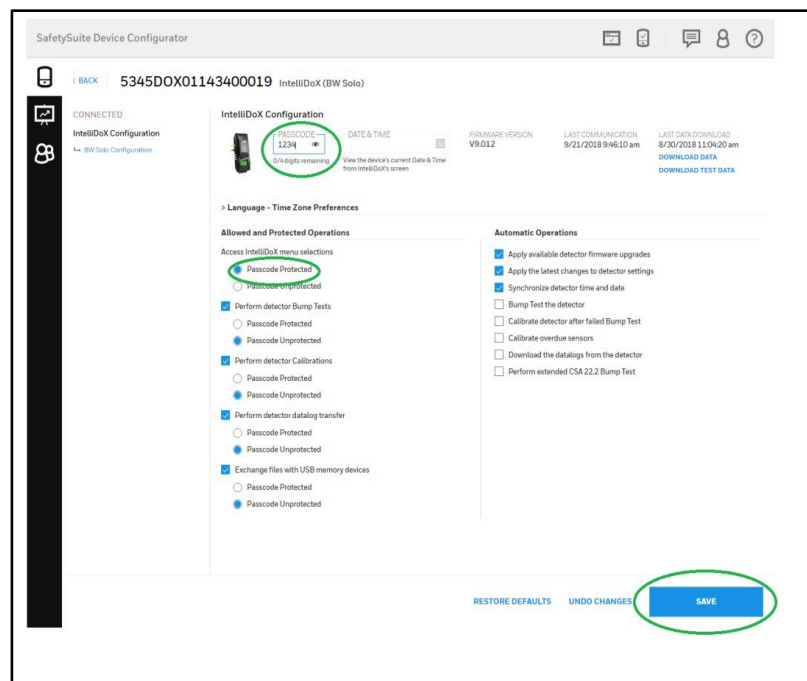 SafetySuite Device Configurator
< BACK 5345DOX01143400019 IntelliDoX (BW Solo)
CONNECTED
IntelliDoX Configuration
BW Solo Configuration
IntelliDoX Configuration
PASSCODE
1234
0/4 digits remaining
DATE & TIME
View the device's current Date & Time
from IntelliDoX's screen
FIRMWARE VERSION
V9.012
LAST COMMUNICATION
9/21/2018 9:46:10 am
LAST DATA DOWNLOAD
8/30/2018 11:04:20 am
DOWNLOAD DATA
DOWNLOAD TEST DATA
> Language - Time Zone Preferences
Allowed and Protected Operations
Access IntelliDoX menu selections
Passcode Protected
Passcode Unprotected
Perform detector Bump Tests
Passcode Protected
Passcode Unprotected
Perform detector Calibrations
Passcode Protected
Passcode Unprotected
Perform detector datalog transfer
Passcode Protected
Passcode Unprotected
Exchange files with USB memory devices
Passcode Protected
Passcode Unprotected
Automatic Operations
Apply available detector firmware upgrades
Apply the latest changes to detector settings
Synchronize detector time and date
Bump Test the detector
Calibrate detector after failed Bump Test
Calibrate overdue sensors
Download the datalogs from the detector
Perform extended CSA 22.2 Bump Test
RESTORE DEFAULTS UNDO CHANGES SAVE